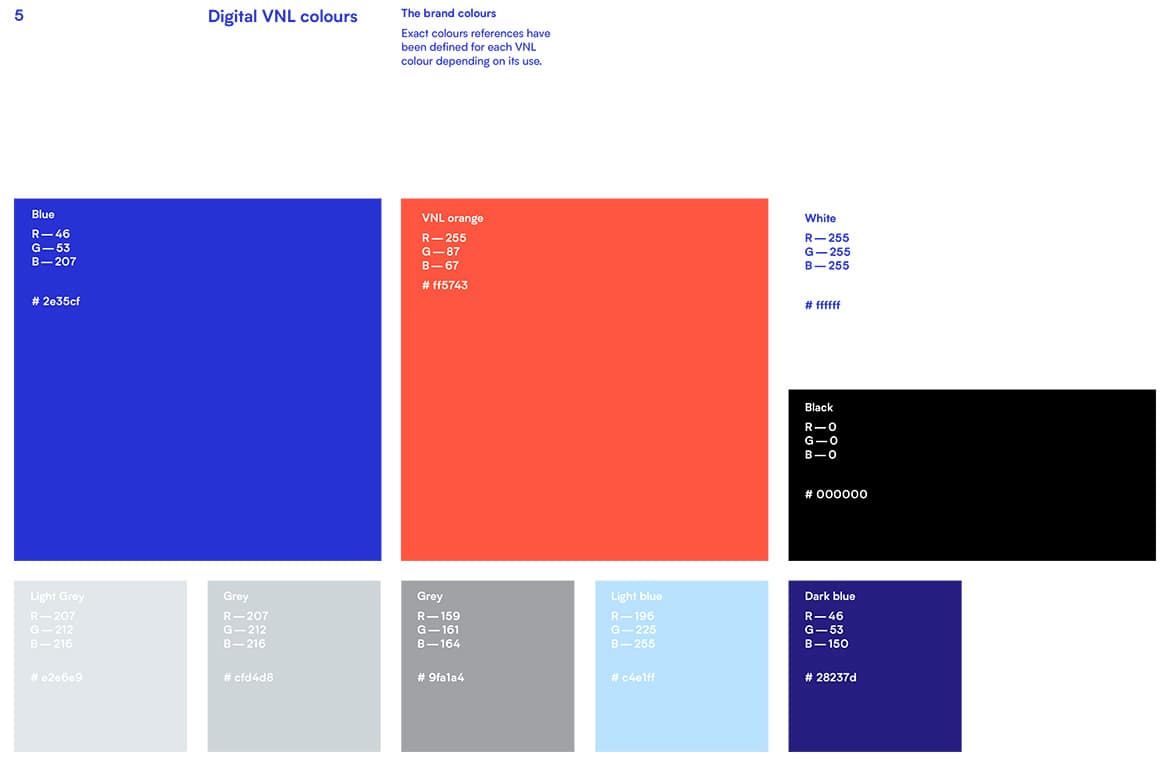 5
Digital VNL colours
The brand colours
Exact colours references have
been defined for each VNL
colour depending on its use.
Blue
R — 46
G — 53
B — 207
# 2e35cf
VNL orange
R — 255
G — 87
B — 67
# ff5743
White
R — 255
G — 255
B — 255
# ffffff
Black
R — 0
G — 0
B — 0
# 000000
Light Grey
R — 207
G — 212
B — 216
# e2e6e9
Grey
R — 207
G — 212
B — 216
# cfd4d8
Grey
R — 159
G — 161
B — 164
# 9fa1a4
Light blue
R — 196
G — 225
B — 255
# c4e1ff
Dark blue
R — 46
G — 53
B — 150
# 28237d